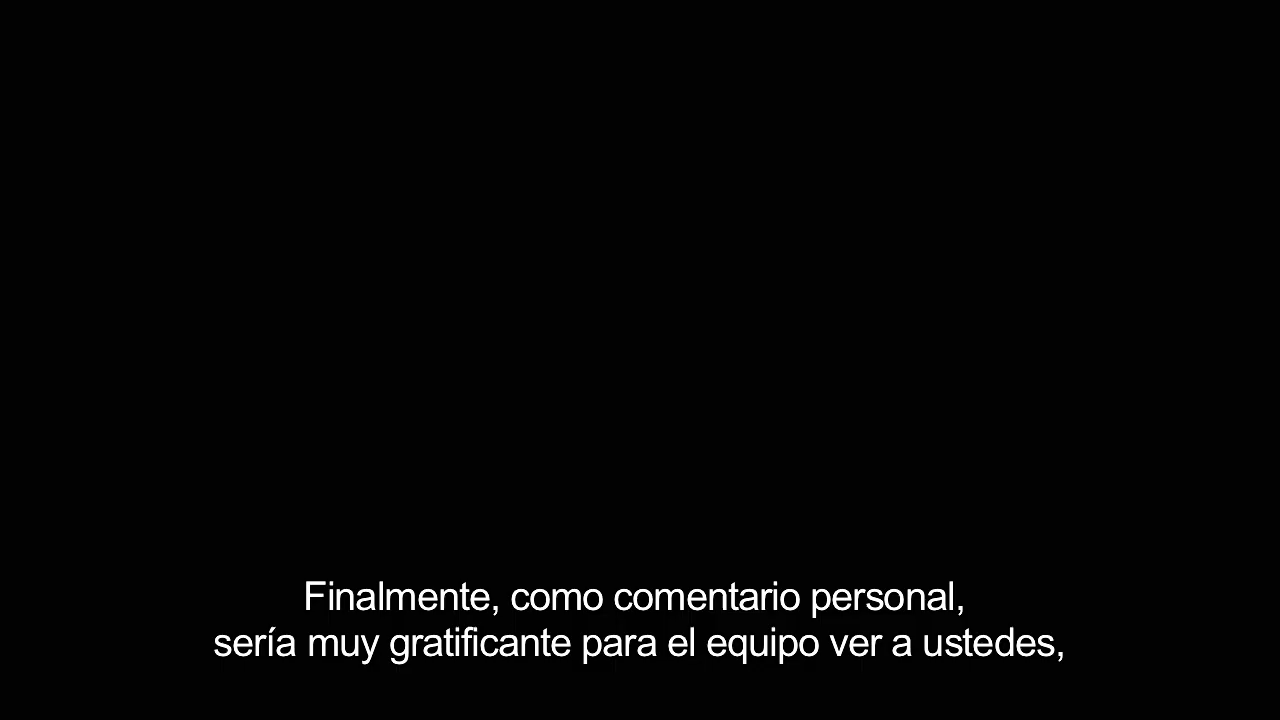 Finalmente, como comentario personal,
sería muy gratificante para el equipo ver a ustedes,